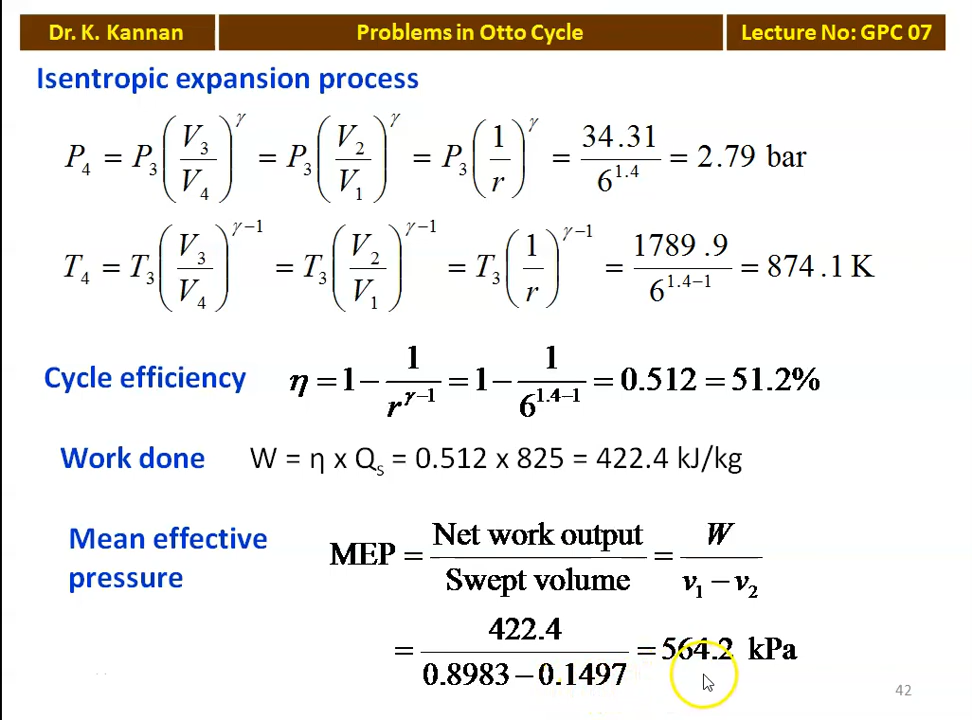 Dr. K. Kannan Problems in Otto Cycle Lecture No: GPC 07
Isentropic expansion process
P₄ = P₃ (V₃/V₄)^γ = P₃ (V₂/V₁)^γ = P₃ (1/r)^γ = 34.31/6^1.4 = 2.79 bar
T₄ = T₃ (V₃/V₄)^(γ−1) = T₃ (V₂/V₁)^(γ−1) = T₃ (1/r)^(γ−1) = 1789.9/6^(1.4−1) = 874.1 K
Cycle efficiency η = 1 − 1/r^(γ−1) = 1 − 1/6^(1.4−1) = 0.512 = 51.2%
Work done W = η x Qₛ = 0.512 x 825 = 422.4 kJ/kg
Mean effective
pressure
MEP = Net work output/Swept volume = W/(v₁ − v₂)
= 422.4/(0.8983 − 0.1497) = 564.2 kPa
42